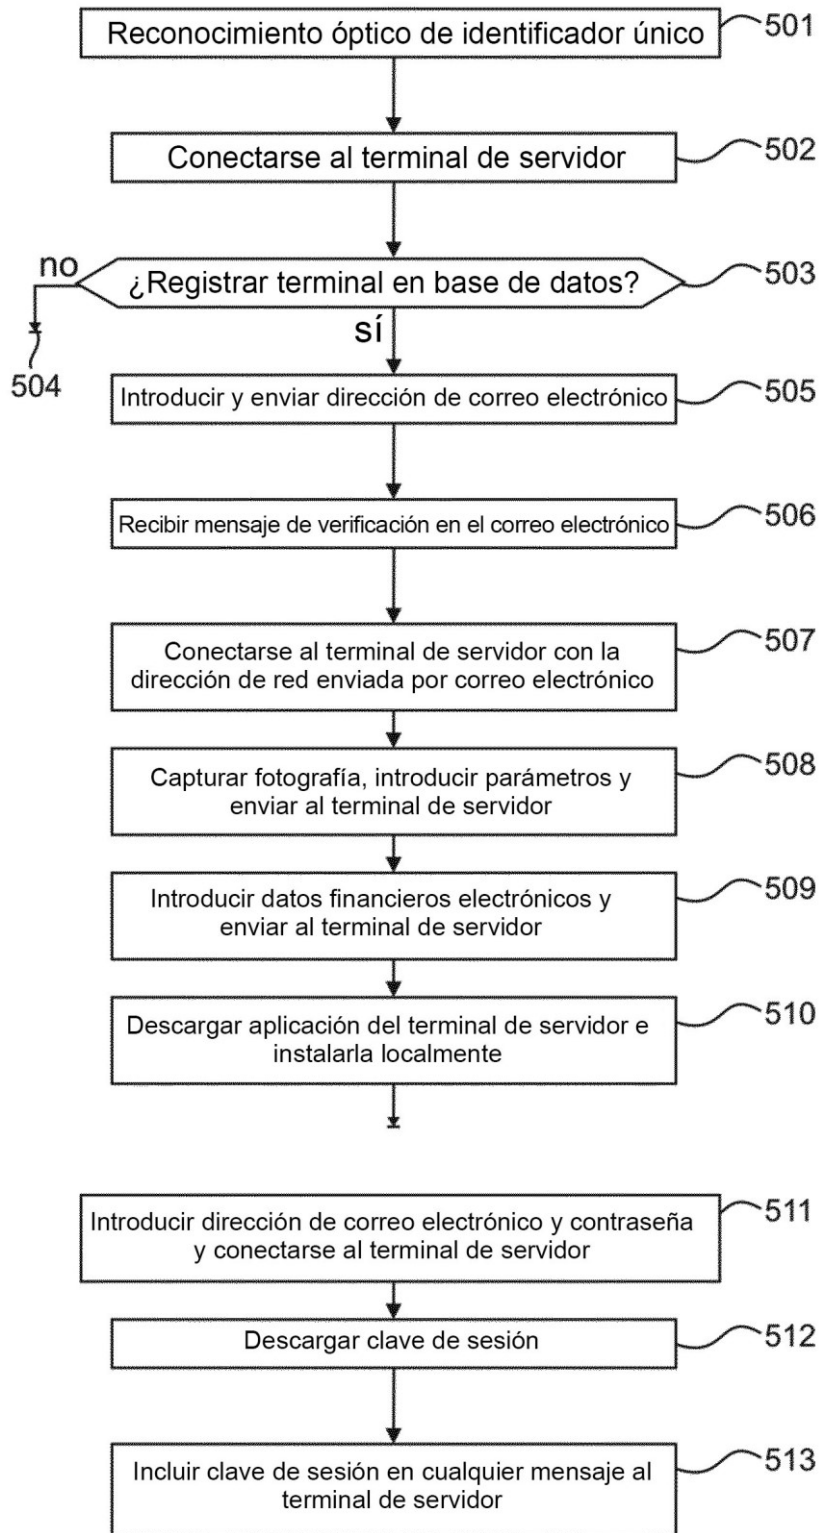 Reconocimiento óptico de identificador único
501
Conectarse al terminal de servidor
502
¿Registrar terminal en base de datos?
503
no
504
sí
Introducir y enviar dirección de correo electrónico
505
Recibir mensaje de verificación en el correo electrónico
506
Conectarse al terminal de servidor con la
dirección de red enviada por correo electrónico
507
Capturar fotografía, introducir parámetros y
enviar al terminal de servidor
508
Introducir datos financieros electrónicos y
enviar al terminal de servidor
509
Descargar aplicación del terminal de servidor e
instalarla localmente
510
Introducir dirección de correo electrónico y contraseña
y conectarse al terminal de servidor
511
Descargar clave de sesión
512
Incluir clave de sesión en cualquier mensaje al
terminal de servidor
513